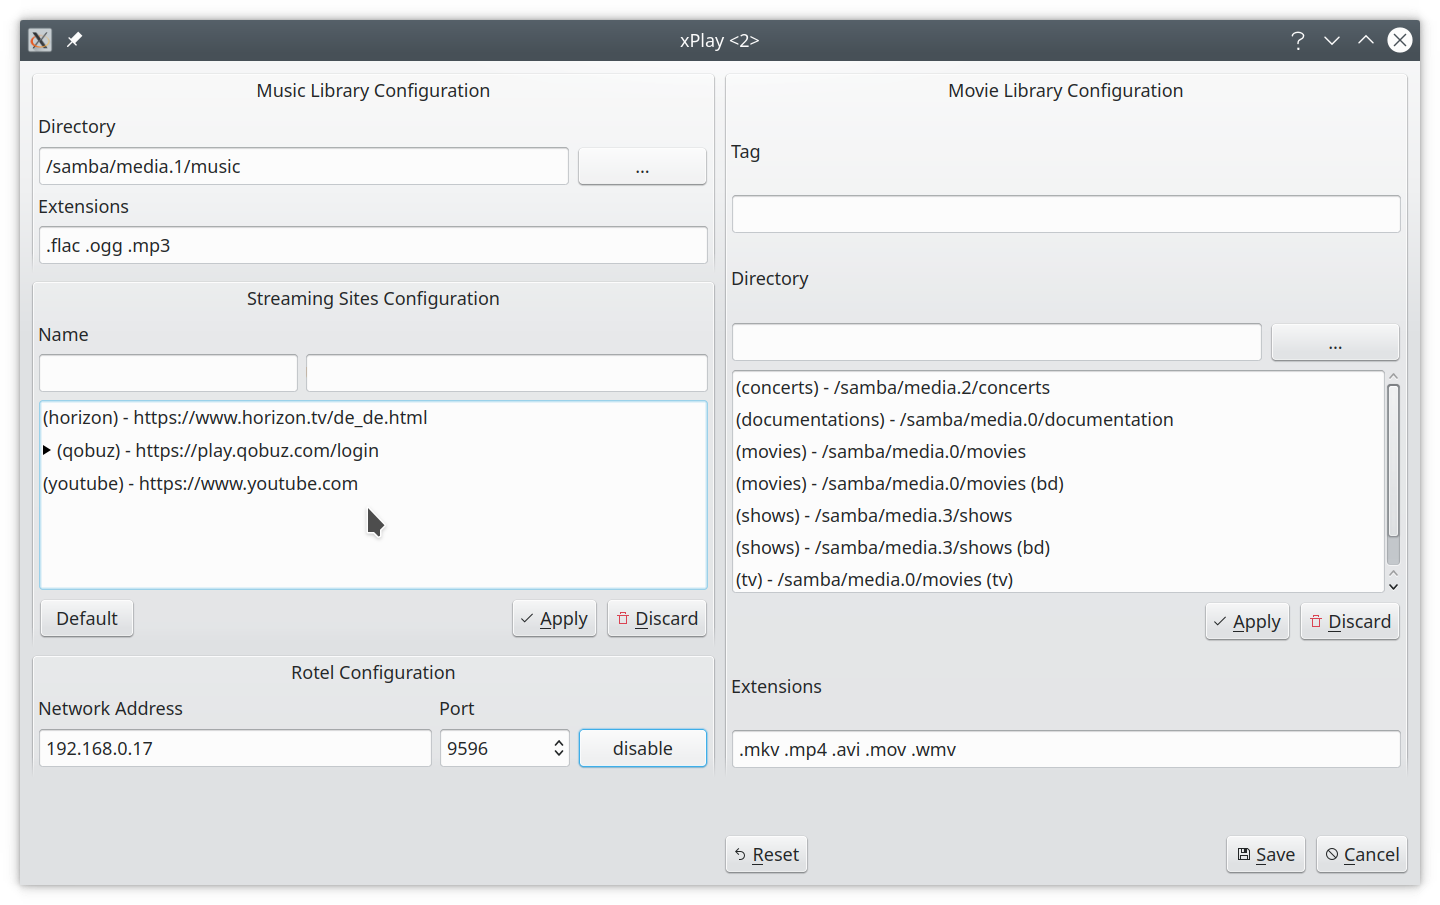 xPlay <2>
Music Library Configuration
Directory
/samba/media.1/music
...
Extensions
.flac .ogg .mp3
Streaming Sites Configuration
Name
(horizon) - https://www.horizon.tv/de_de.html
(qobuz) - https://play.qobuz.com/login
(youtube) - https://www.youtube.com
Default
Apply
Discard
Rotel Configuration
Network Address
Port
192.168.0.17
9596
disable
Movie Library Configuration
Tag
Directory
...
(concerts) - /samba/media.2/concerts
(documentations) - /samba/media.0/documentation
(movies) - /samba/media.0/movies
(movies) - /samba/media.0/movies (bd)
(shows) - /samba/media.3/shows
(shows) - /samba/media.3/shows (bd)
(tv) - /samba/media.0/movies (tv)
Apply
Discard
Extensions
.mkv .mp4 .avi .mov .wmv
Reset
Save
Cancel